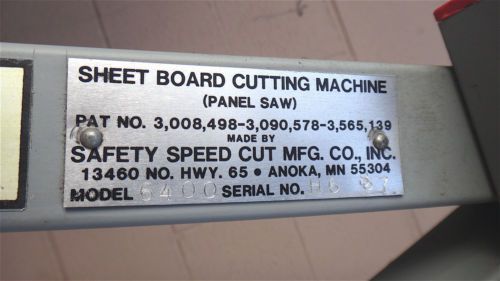 SHEET BOARD CUTTING MACHINE
(PANEL SAW)
PAT NO. 3,008,498-3,090,578-3,565,139
MADE BY
SAFETY SPEED CUT MFG. CO., INC.
13460 NO. HWY. 65 • ANOKA, MN 55304
MODEL 6400 SERIAL NO.